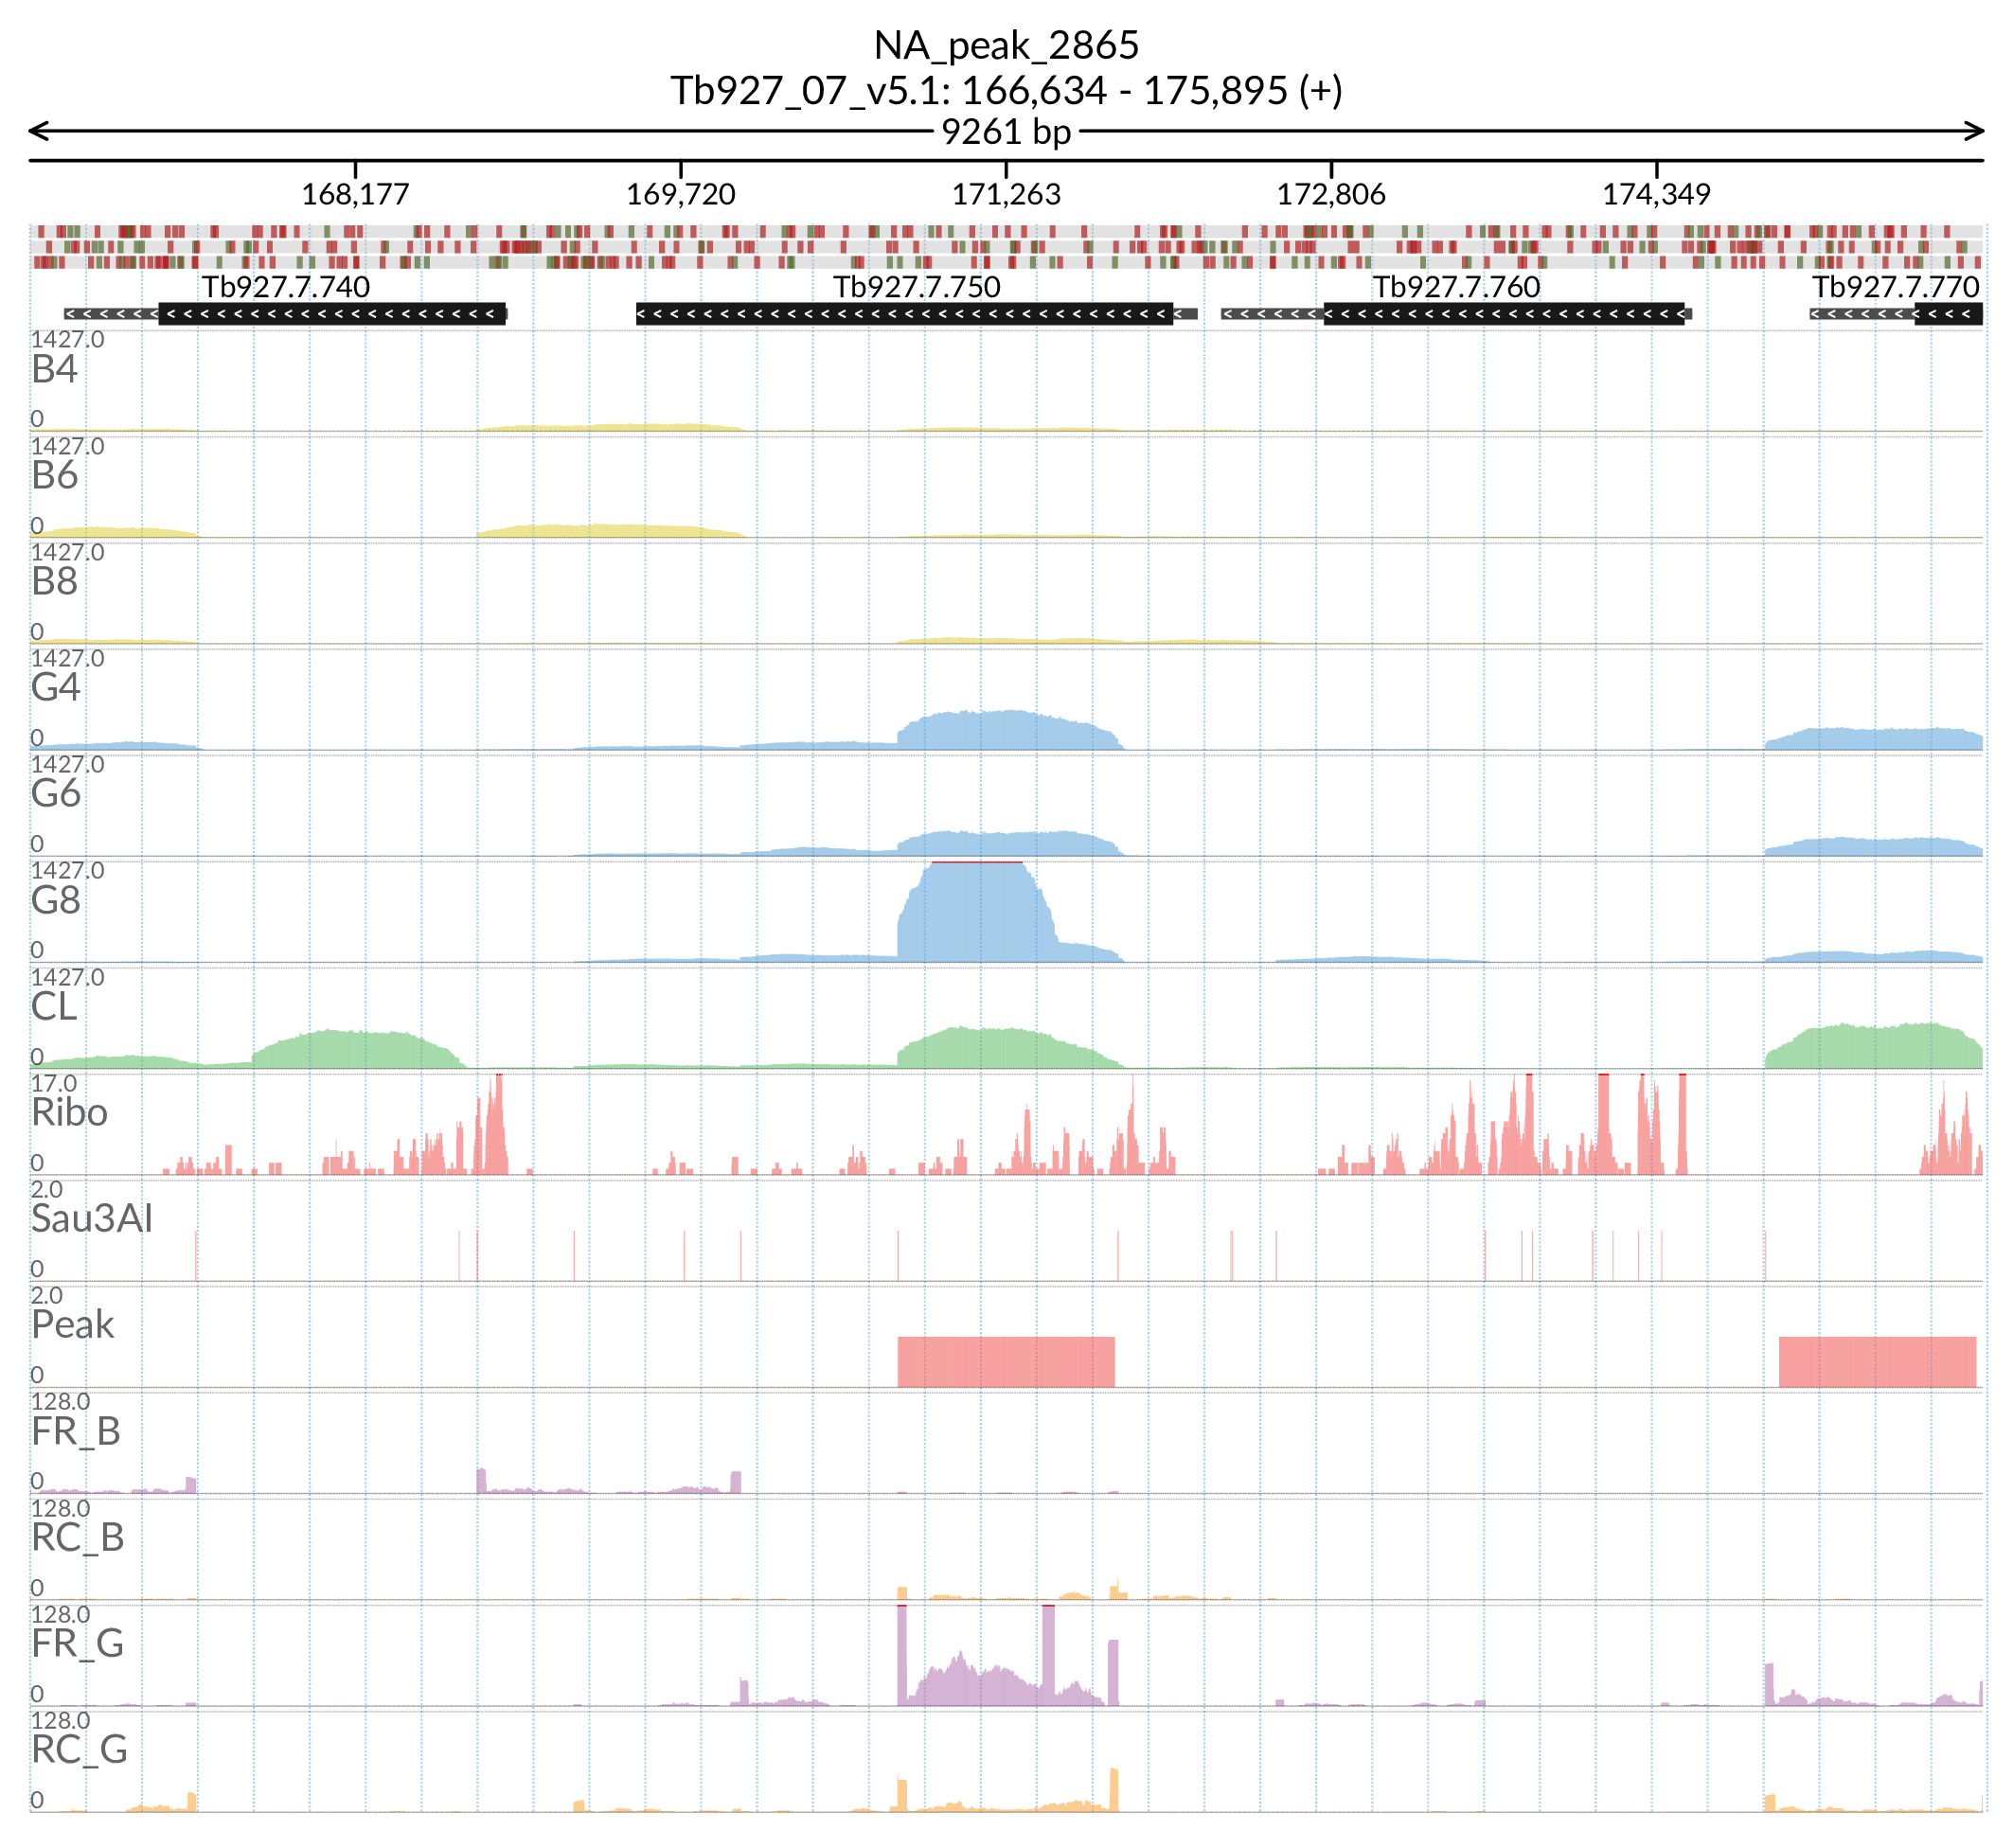 NA_peak_2865
Tb927_07_v5.1: 166,634 - 175,895 (+)
9261 bp
168,177 169,720 171,263 172,806 174,349
Tb927.7.740 Tb927.7.750 Tb927.7.760 Tb927.7.770
1427.0
B4
0
1427.0
B6
0
1427.0
B8
0
1427.0
G4
0
1427.0
G6
0
1427.0
G8
0
1427.0
CL
0
17.0
Ribo
0
2.0
Sau3AI
0
2.0
Peak
0
128.0
FR_B
0
128.0
RC_B
0
128.0
FR_G
0
128.0
RC_G
0